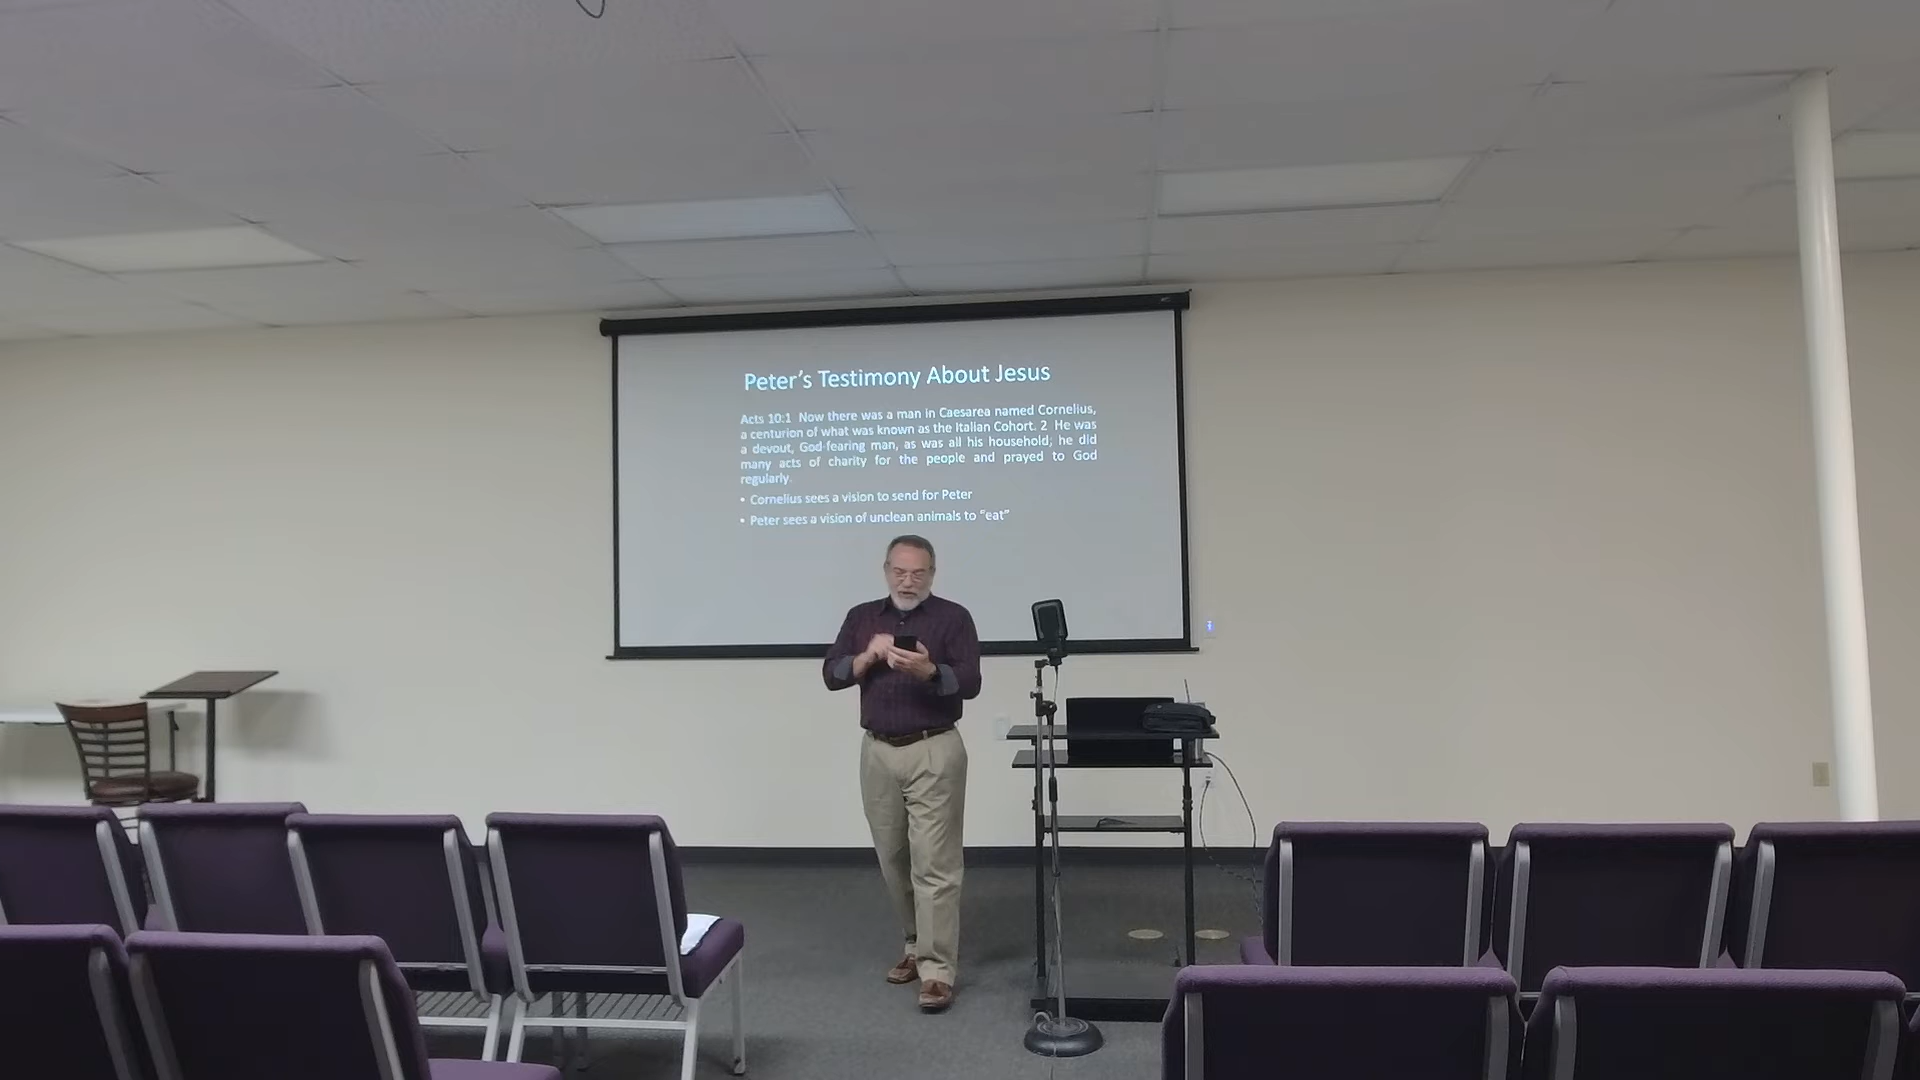 Peter's Testimony About Jesus
Acts 10:1 Now there was a man in Caesarea named Cornelius,
a centurion of what was known as the Italian Cohort. 2 He was
a devout, God-fearing man, as was all his household; he did
many acts of charity for the people and prayed to God
regularly.
• Cornelius sees a vision to send for Peter
• Peter sees a vision of unclean animals to "eat"